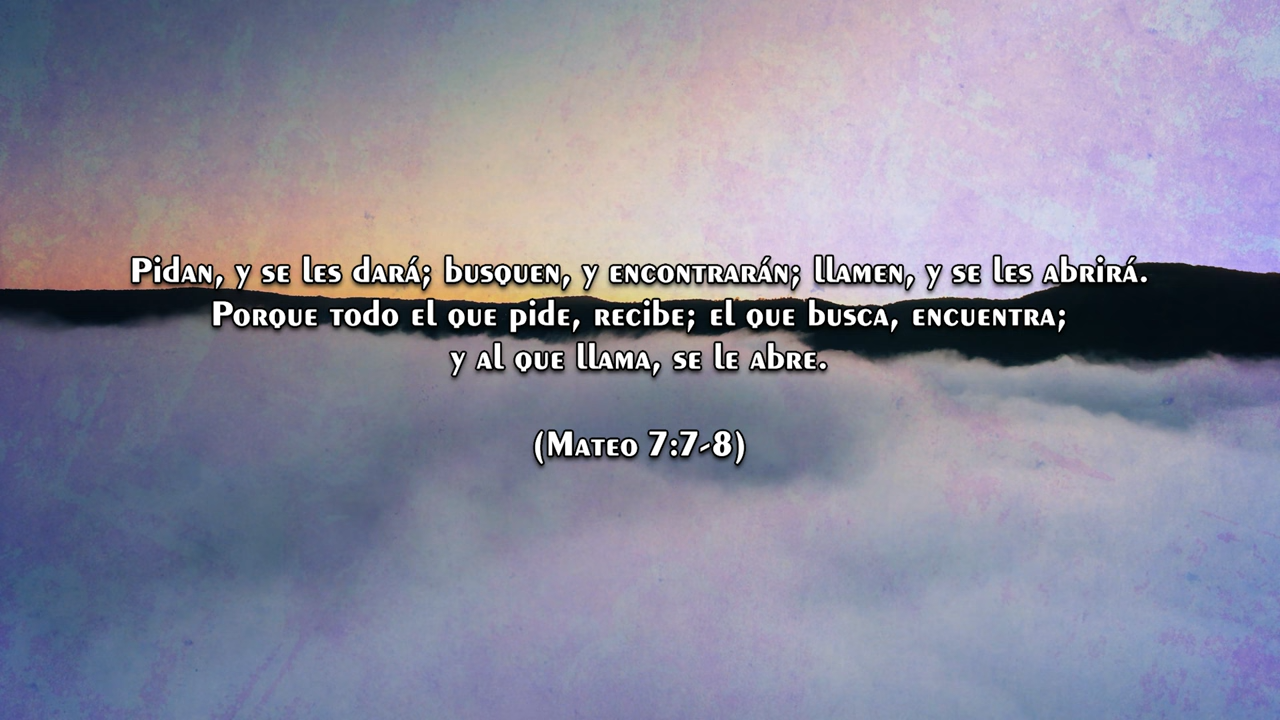 Pidan, y se les dará; busquen, y encontrarán; llamen, y se les abrirá.
Porque todo el que pide, recibe; el que busca, encuentra;
y al que llama, se le abre.
(Mateo 7:7-8)